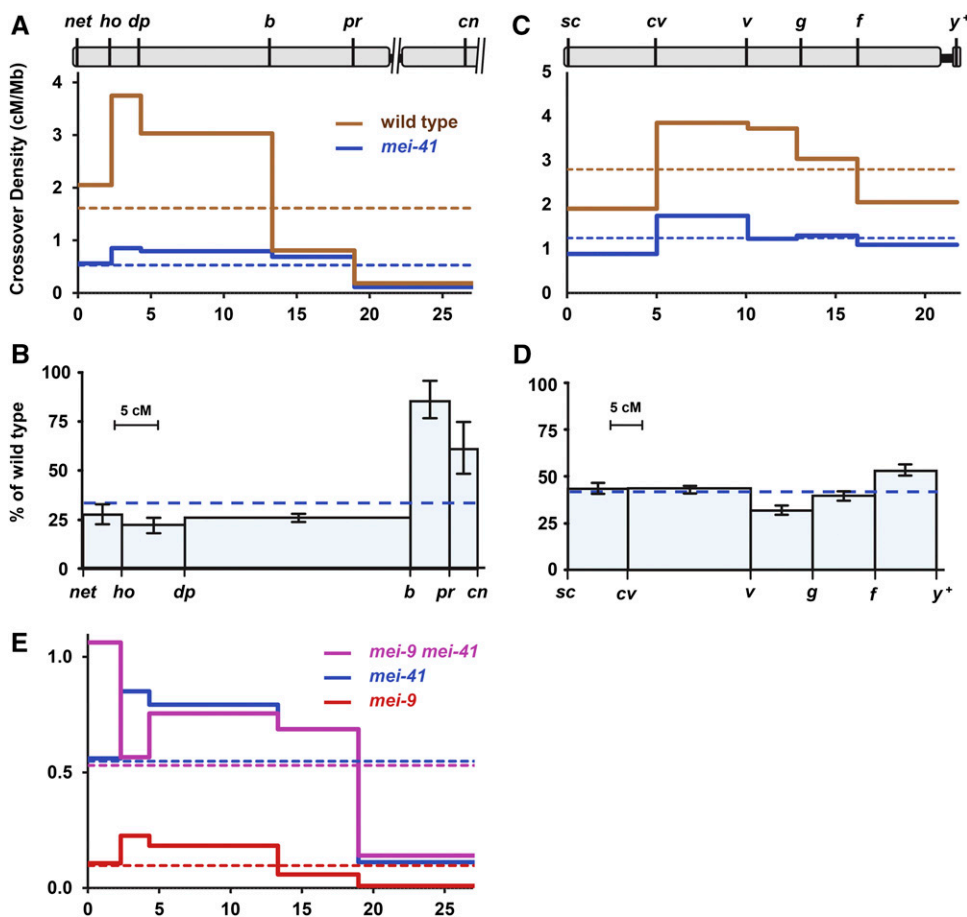 A
net ho dp b pr cn
Crossover Density (cM/Mb)
4
3
2
1
0
wild type
mei-41
0 5 10 15 20 25
C
sc cv v g f y+
5
4
3
2
1
0
0 5 10 15 20
B
% of wild type
100
75
50
25
0
5 cM
net ho dp b pr cn
D
100
75
50
25
0
5 cM
sc cv v g f y+
E
1.0
0.5
0.0
mei-9 mei-41
mei-41
mei-9
0 5 10 15 20 25